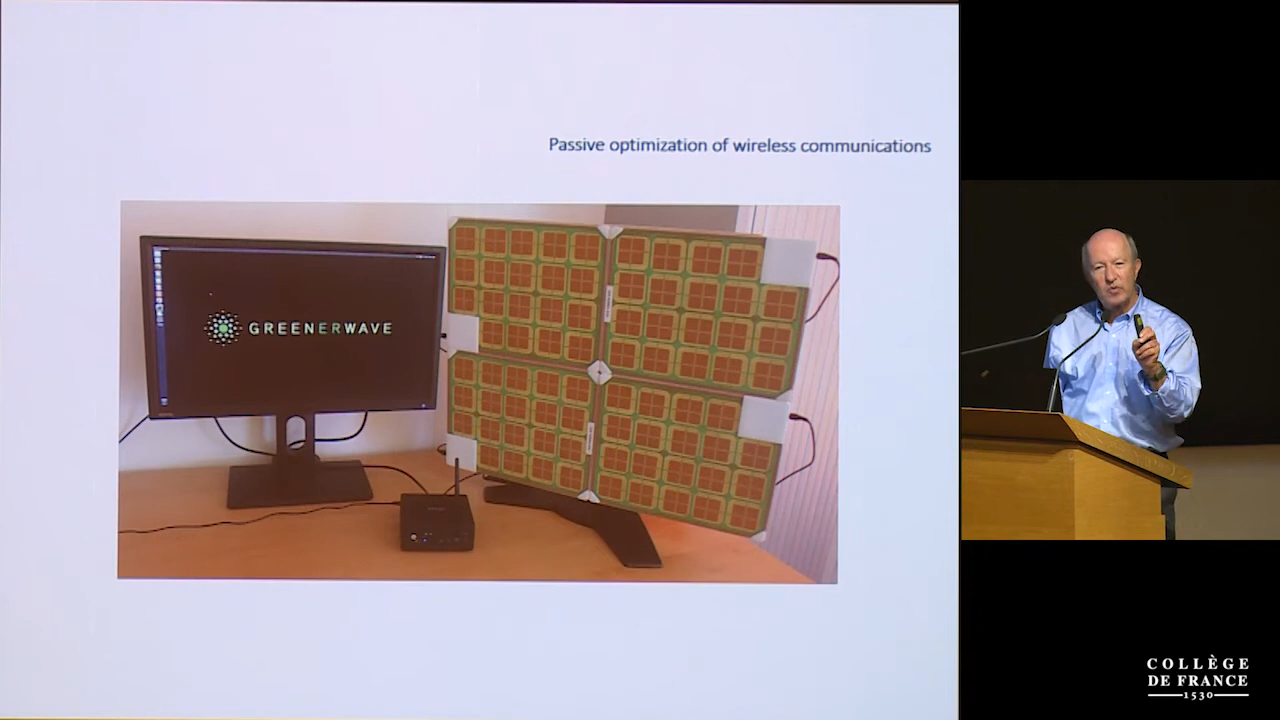 Passive optimization of wireless communications
GREENERWAVE
COLLÈGE
DE FRANCE
1530